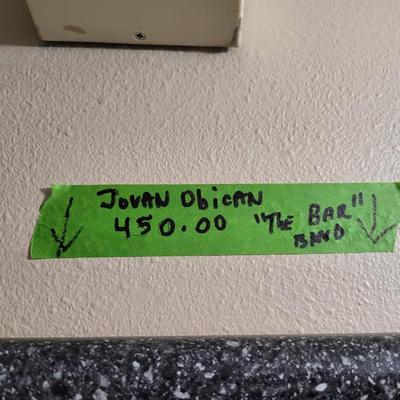 Jovan Obican
450.00 "The BAR"
BAND